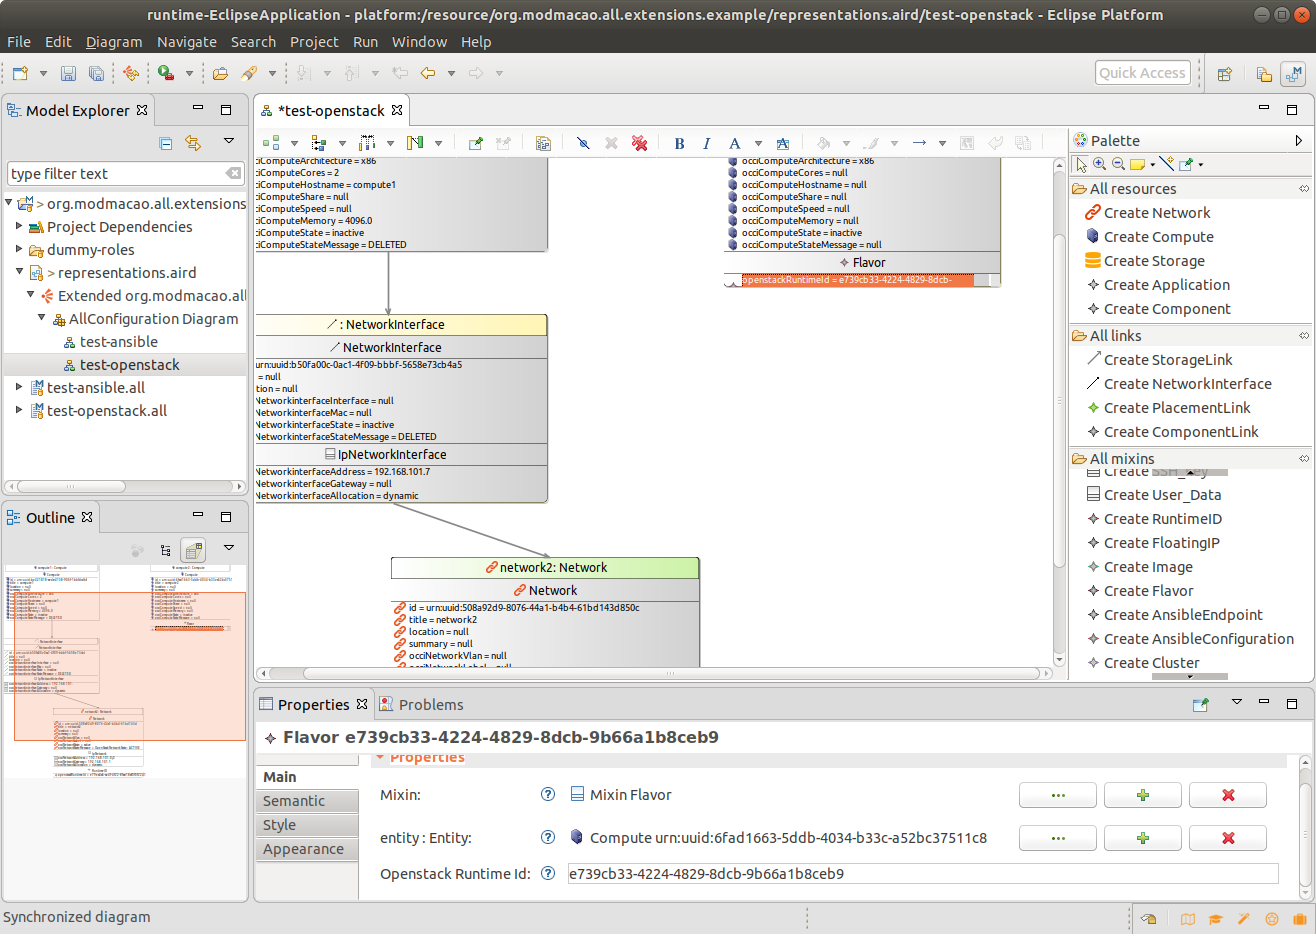 runtime-EclipseApplication - platform:/resource/org.modmacao.all.extensions.example/representations.aird/test-openstack - Eclipse Platform
File Edit Diagram Navigate Search Project Run Window Help
Quick Access
Model Explorer
type filter text
> org.modmacao.all.extensions
Project Dependencies
dummy-roles
> representations.aird
Extended org.modmacao.all
AllConfiguration Diagram
test-ansible
test-openstack
test-ansible.all
test-openstack.all
Outline
*test-openstack
B I A A
cciComputeArchitecture = x86
cciComputeCores = 2
cciComputeHostname = compute1
cciComputeShare = null
cciComputeSpeed = null
cciComputeMemory = 4096.0
cciComputeState = inactive
cciComputeStateMessage = DELETED
: NetworkInterface
NetworkInterface
urn:uuid:b50fa00c-0ac1-4f09-bbbf-5658e73cb4a5
= null
tion = null
NetworkinterfaceInterface = null
NetworkinterfaceMac = null
NetworkinterfaceState = inactive
NetworkinterfaceStateMessage = DELETED
IpNetworkInterface
NetworkinterfaceAddress = 192.168.101.7
NetworkinterfaceGateway = null
NetworkinterfaceAllocation = dynamic
network2: Network
Network
id = urn:uuid:508a92d9-8076-44a1-b4b4-61bd143d850c
title = network2
location = null
summary = null
occiNetworkVlan = null
occiNetworkLabel = null
occiComputeArchitecture = x86
occiComputeCores = null
occiComputeHostname = null
occiComputeShare = null
occiComputeSpeed = null
occiComputeMemory = null
occiComputeState = inactive
occiComputeStateMessage = null
Flavor
openstackRuntimeId = e739cb33-4224-4829-8dcb-
Palette
All resources
Create Network
Create Compute
Create Storage
Create Application
Create Component
All links
Create StorageLink
Create NetworkInterface
Create PlacementLink
Create ComponentLink
All mixins
Create SSH_Key
Create User_Data
Create RuntimeID
Create FloatingIP
Create Image
Create Flavor
Create AnsibleEndpoint
Create AnsibleConfiguration
Create Cluster
Properties
Problems
Flavor e739cb33-4224-4829-8dcb-9b66a1b8ceb9
Main
Semantic
Style
Appearance
Properties
Mixin: Mixin Flavor
entity : Entity: Compute urn:uuid:6fad1663-5ddb-4034-b33c-a52bc37511c8
Openstack Runtime Id: e739cb33-4224-4829-8dcb-9b66a1b8ceb9
Synchronized diagram